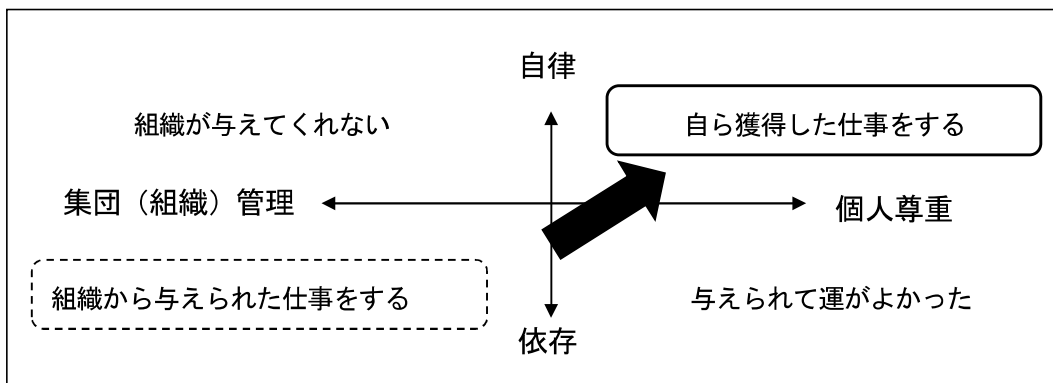 自律
組織が与えてくれない
自ら獲得した仕事をする
集団（組織）管理
個人尊重
組織から与えられた仕事をする
与えられて運がよかった
依存